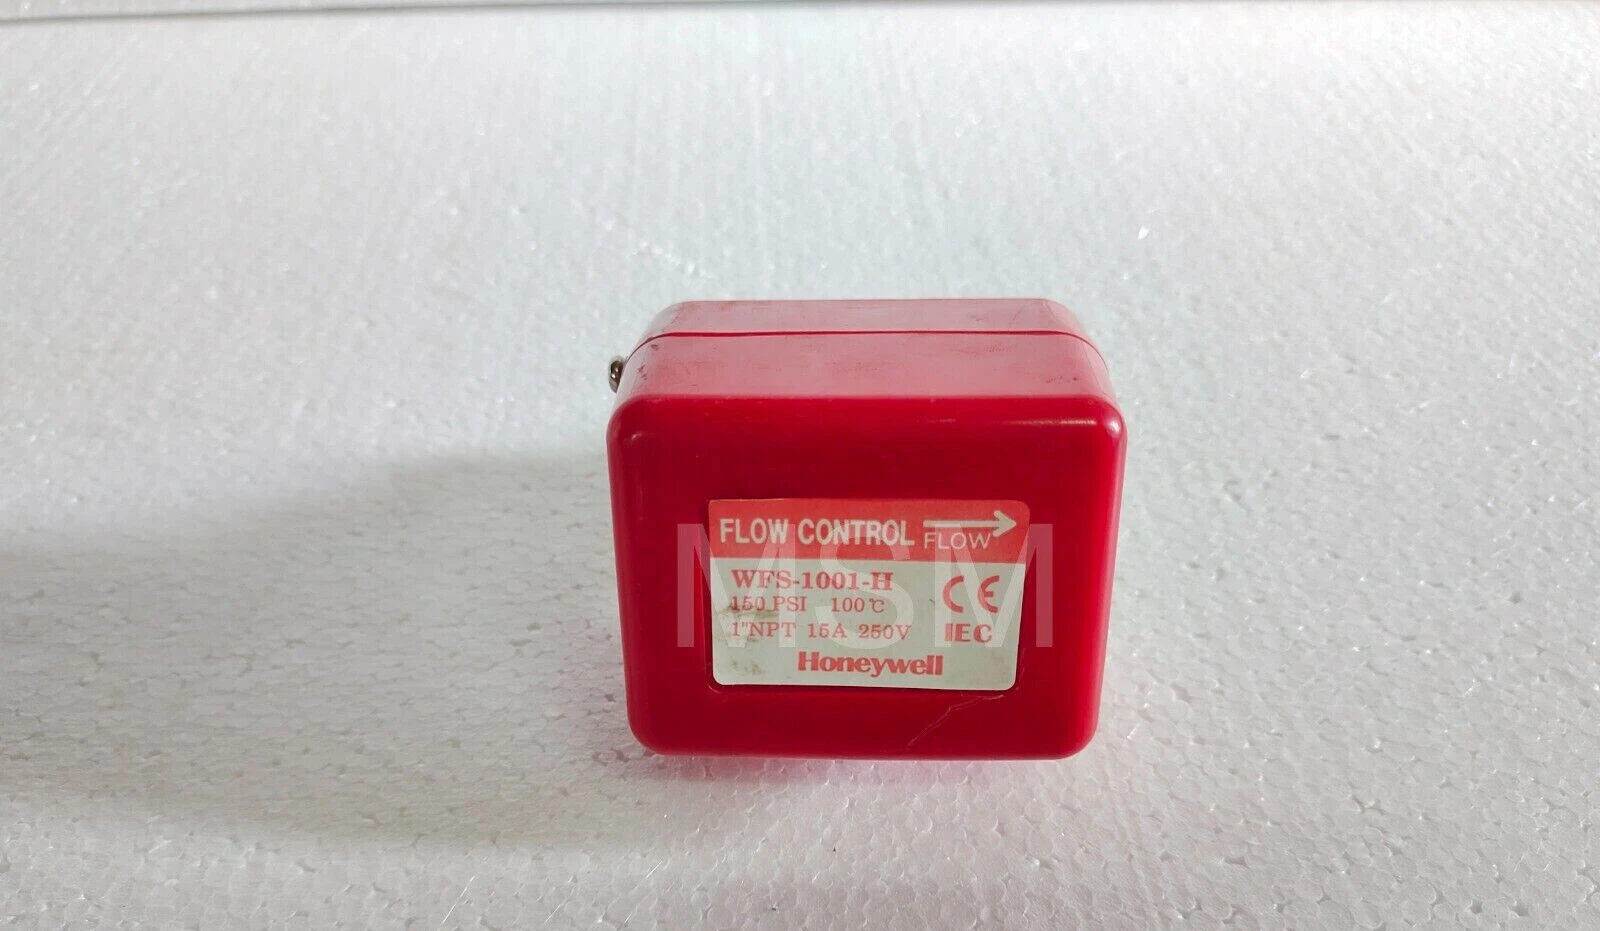 FLOW CONTROL
FLOW
WFS-1001-H
150 PSI 100℃
1"NPT 15A 250V
CE
IEC
Honeywell
MSM